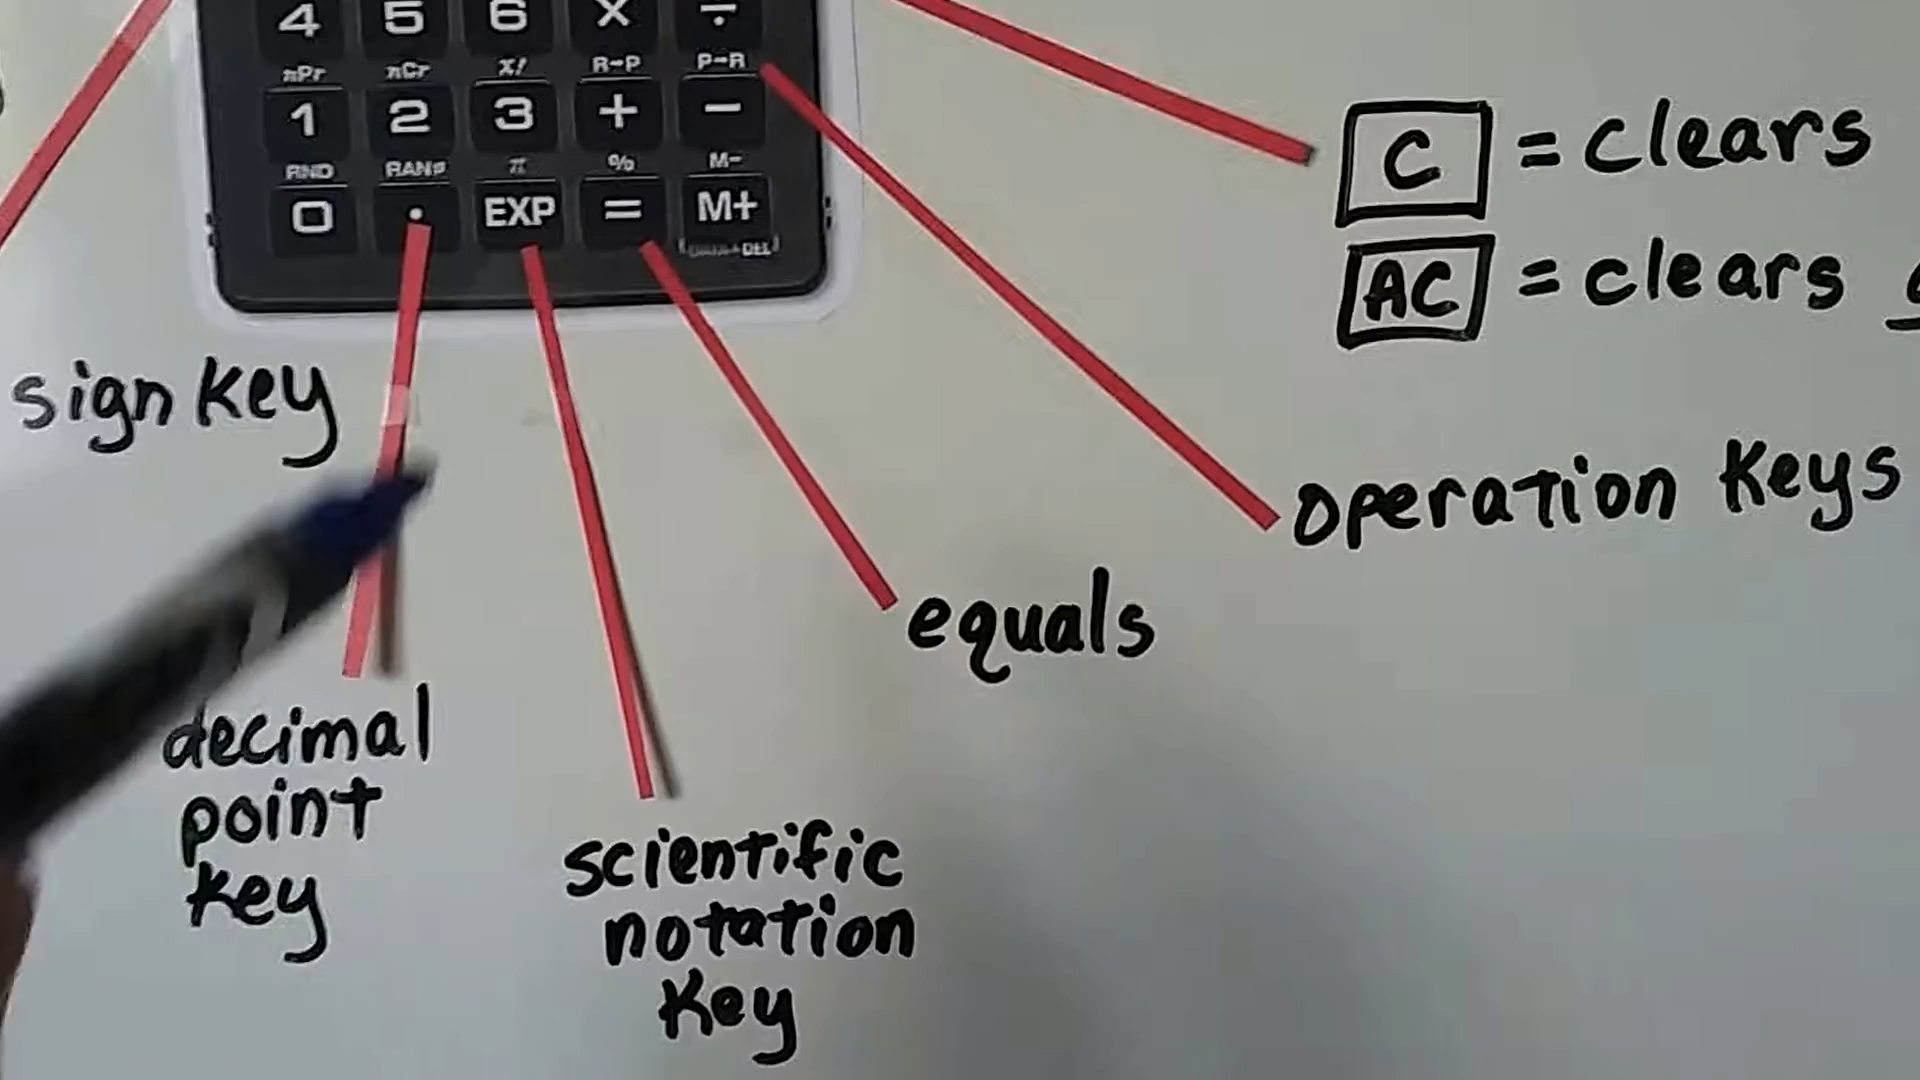 4 5 6 × ÷
nPr nCr X! R→P P→R
1 2 3 + −
RND RAN# π % M−
0 . EXP = M+
DEL
C = clears
AC = clears
sign key
operation keys
equals
decimal
point
key
scientific
notation
key